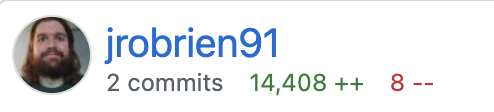 jrobrien91
2 commits 14,408 ++ 8 --